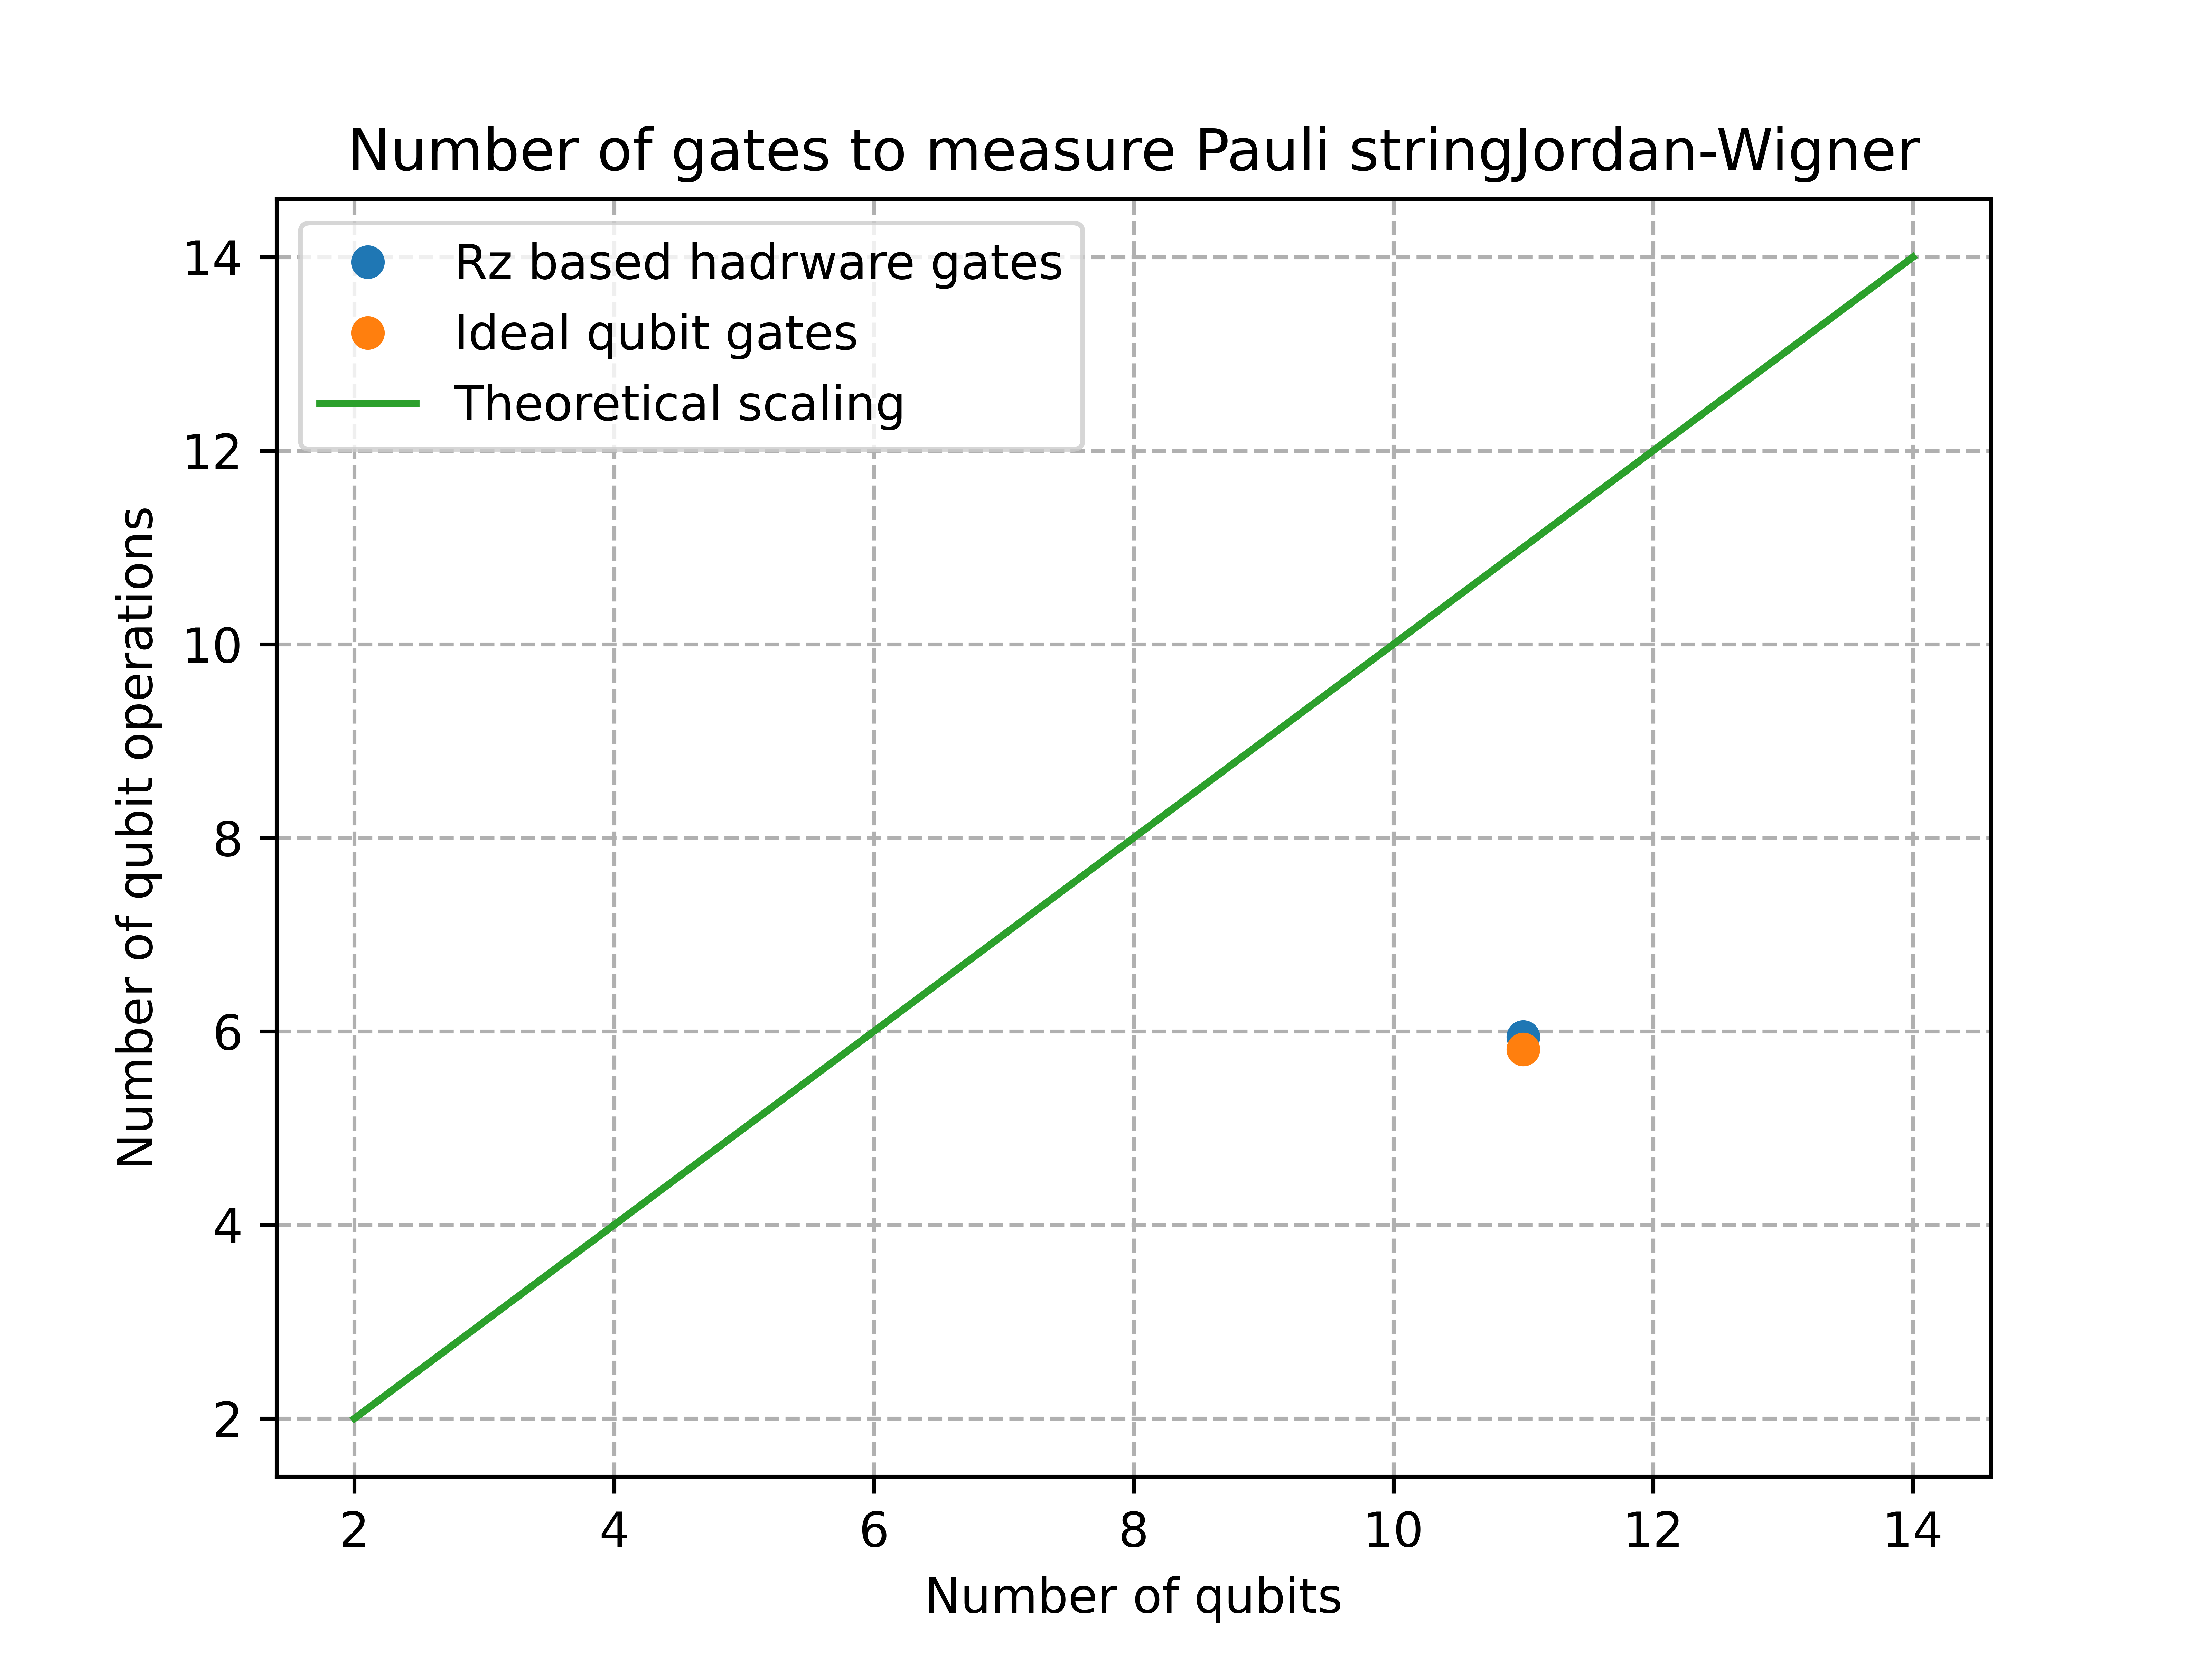 Number of gates to measure Pauli stringJordan-Wigner
Rz based hadrware gates
Ideal qubit gates
Theoretical scaling
Number of qubit operations
14
12
10
8
6
4
2
2 4 6 8 10 12 14
Number of qubits